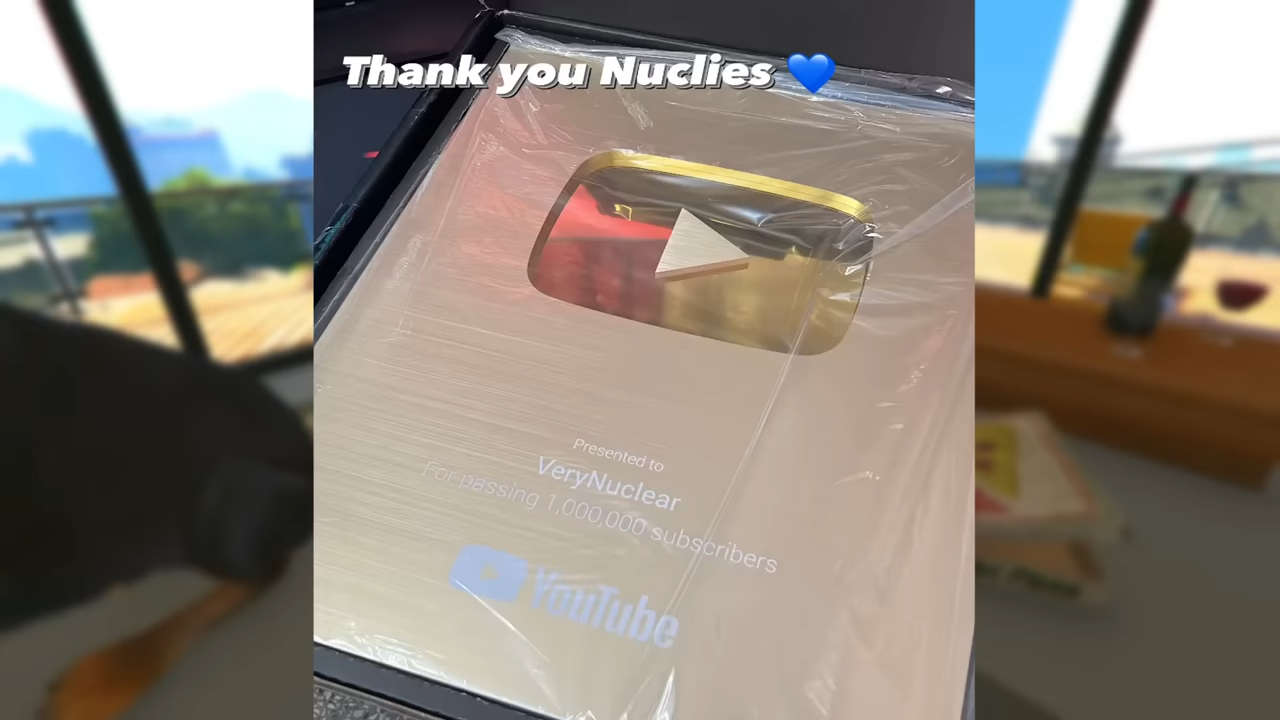 Thank you Nuclies 💙
Presented to
VeryNuclear
For passing 1,000,000 subscribers
YouTube